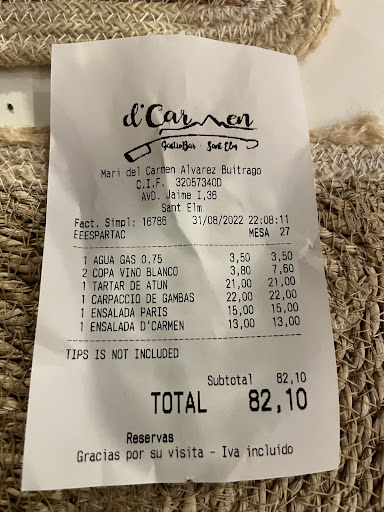 d'Carmen
GastroBar · Sant Elm
Mari del Carmen Alvarez Buitrago
C.I.F. 32057340D
AVD. Jaime I,36
Sant Elm
Fact. Simpl: 16786 31/08/2022 22:08:11
EEESPARTAC MESA 27
1 AGUA GAS 0.75 3,50 3,50
2 COPA VINO BLANCO 3,80 7,60
1 TARTAR DE ATUN 21,00 21,00
1 CARPACCIO DE GAMBAS 22,00 22,00
1 ENSALADA PARIS 15,00 15,00
1 ENSALADA D'CARMEN 13,00 13,00
TIPS IS NOT INCLUDED
Subtotal 82,10
TOTAL 82,10
Reservas
Gracias por su visita - Iva incluido